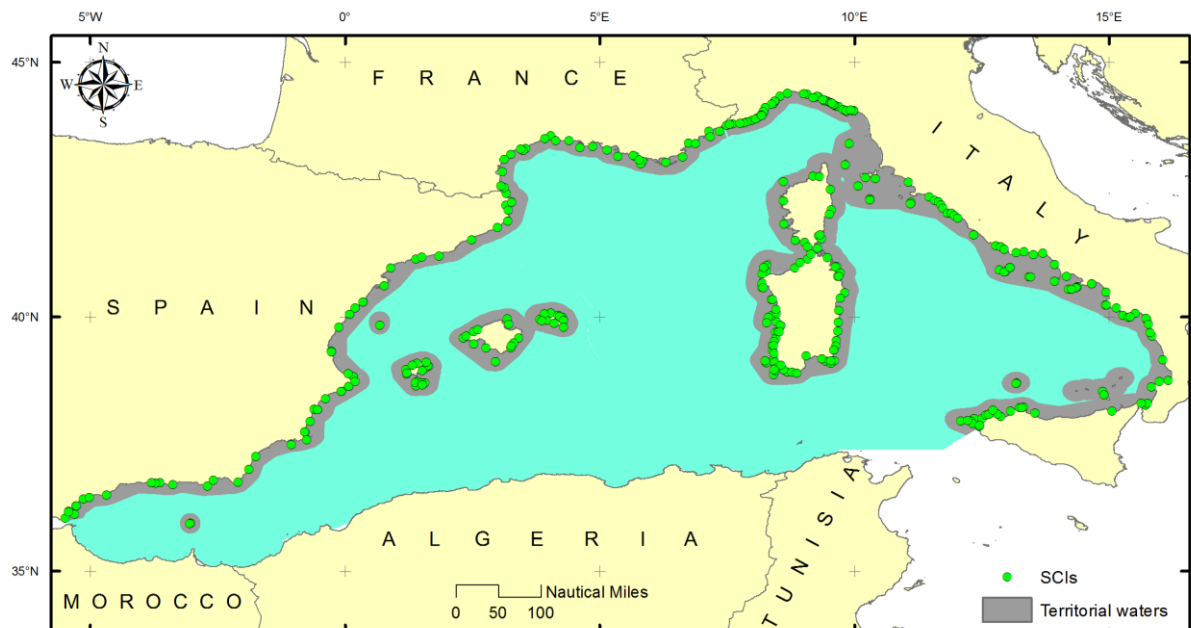 5°W 0° 5°E 10°E 15°E
N
W E
S
45°N
FRANCE
ITALY
SPAIN
40°N
ALGERIA
TUNISIA
35°N
MOROCCO
Nautical Miles
0 50 100
SCIs
Territorial waters